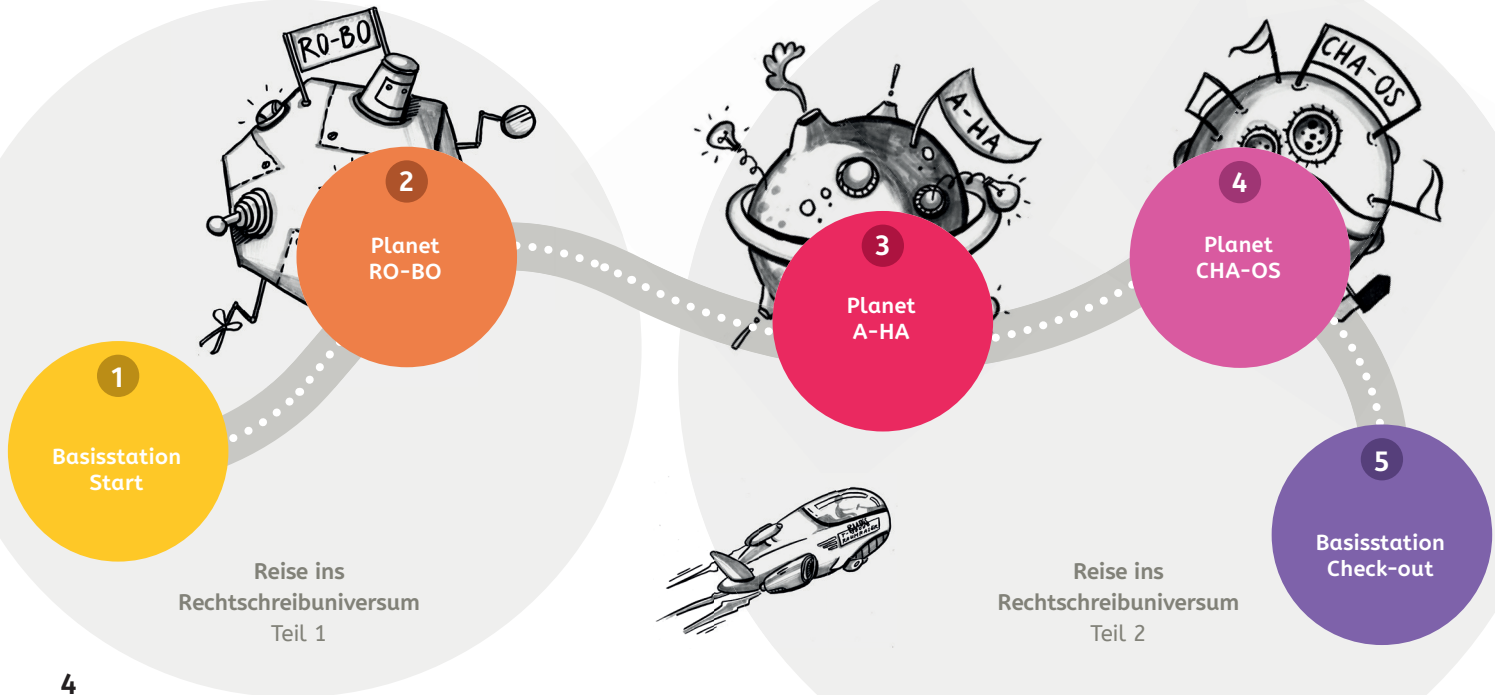 RO-BO
A-HA
CHA-OS
1
Basisstation
Start
2
Planet
RO-BO
3
Planet
A-HA
4
Planet
CHA-OS
5
Basisstation
Check-out
Reise ins
Rechtschreibuniversum
Teil 1
Reise ins
Rechtschreibuniversum
Teil 2
4